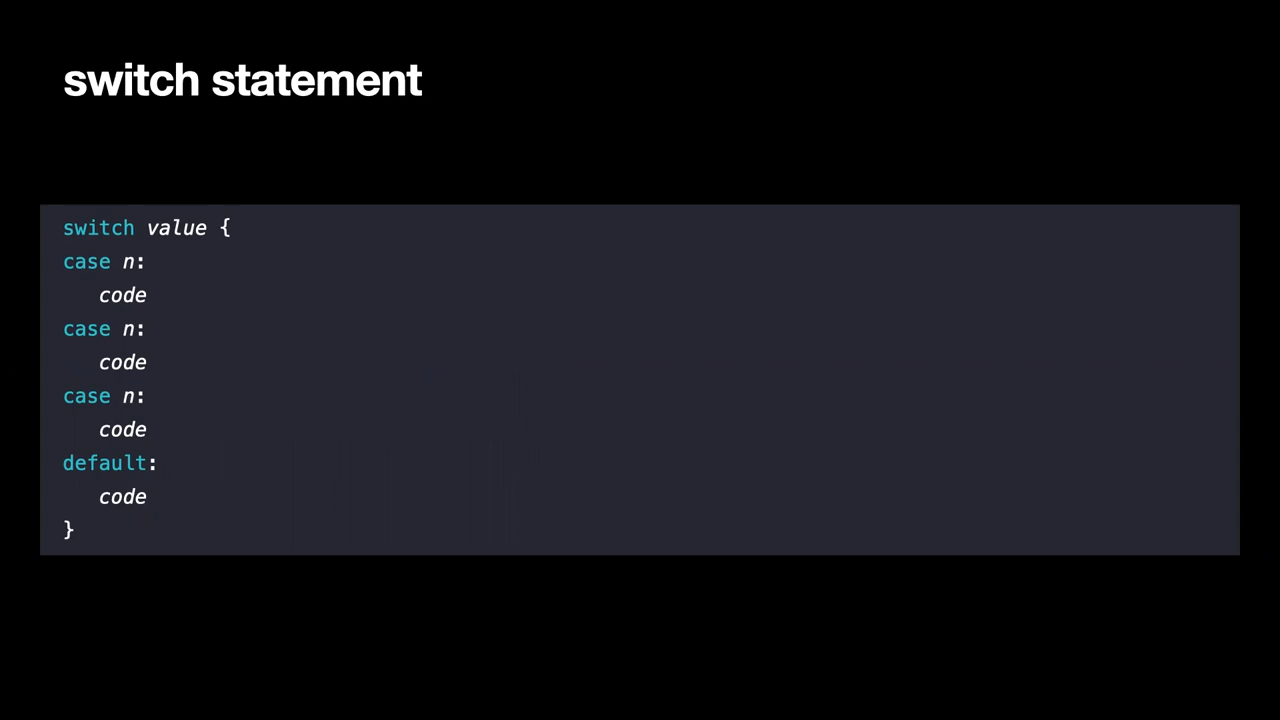 switch statement
switch value {
case n:
   code
case n:
   code
case n:
   code
default:
   code
}